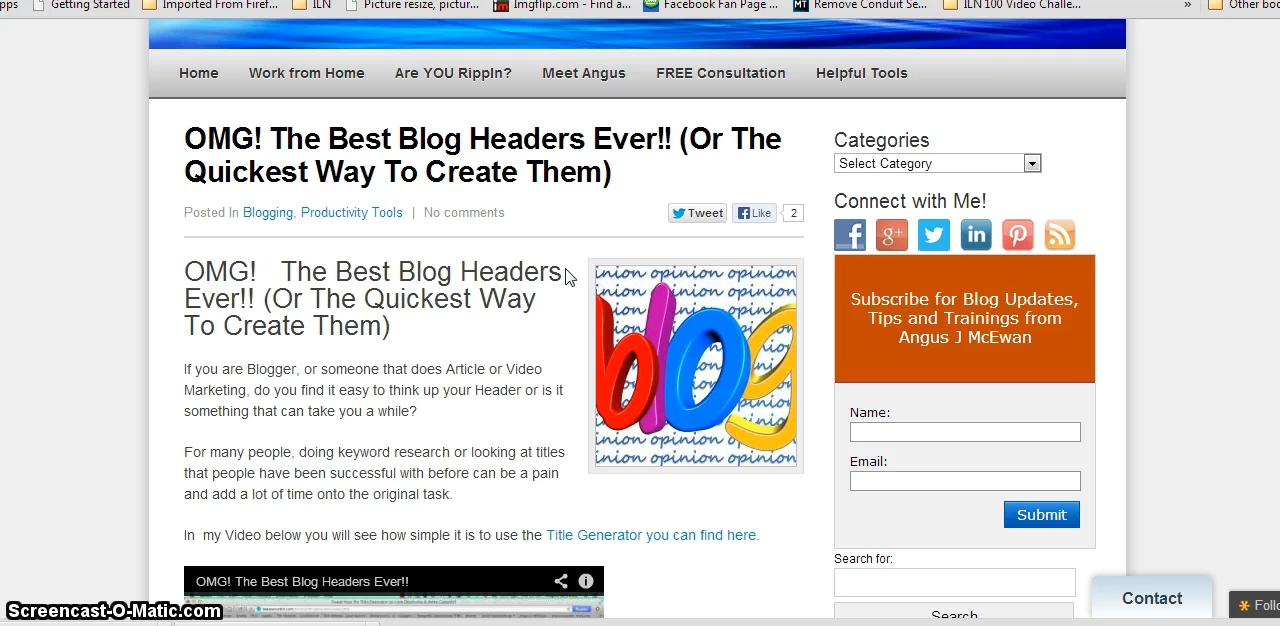 Getting Started
Imported From Firef...
ILN
Picture resize, pictur...
Imgflip.com - Find a...
Facebook Fan Page ...
MT
Remove Conduit Se...
ILN 100 Video Challe...
»
Home
Work from Home
Are YOU RippIn?
Meet Angus
FREE Consultation
Helpful Tools
OMG! The Best Blog Headers Ever!! (Or The
Quickest Way To Create Them)
Posted In Blogging, Productivity Tools | No comments
Tweet
Like
2
OMG! The Best Blog Headers
Ever!! (Or The Quickest Way
To Create Them)
inion opinion opinion
blog
inion opinion opinion
If you are Blogger, or someone that does Article or Video
Marketing, do you find it easy to think up your Header or is it
something that can take you a while?
For many people, doing keyword research or looking at titles
that people have been successful with before can be a pain
and add a lot of time onto the original task.
In my Video below you will see how simple it is to use the Title Generator you can find here.
OMG! The Best Blog Headers Ever!!
Categories
Select Category
Connect with Me!
Subscribe for Blog Updates,
Tips and Trainings from
Angus J McEwan
Name:
Email:
Submit
Search for:
Search
Contact
Screencast-O-Matic.com